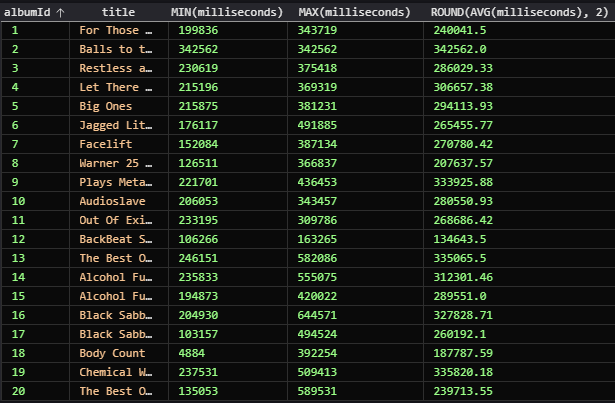 albumId ↑ title MIN(milliseconds) MAX(milliseconds) ROUND(AVG(milliseconds), 2)
1 For Those … 199836 343719 240041.5
2 Balls to t… 342562 342562 342562.0
3 Restless a… 230619 375418 286029.33
4 Let There … 215196 369319 306657.38
5 Big Ones 215875 381231 294113.93
6 Jagged Lit… 176117 491885 265455.77
7 Facelift 152084 387134 270780.42
8 Warner 25 … 126511 366837 207637.57
9 Plays Meta… 221701 436453 333925.88
10 Audioslave 206053 343457 280550.93
11 Out Of Exi… 233195 309786 268686.42
12 BackBeat S… 106266 163265 134643.5
13 The Best O… 246151 582086 335065.5
14 Alcohol Fu… 235833 555075 312301.46
15 Alcohol Fu… 194873 420022 289551.0
16 Black Sabb… 204930 644571 327828.71
17 Black Sabb… 103157 494524 260192.1
18 Body Count 4884 392254 187787.59
19 Chemical W… 237531 509413 335820.18
20 The Best O… 135053 589531 239713.55